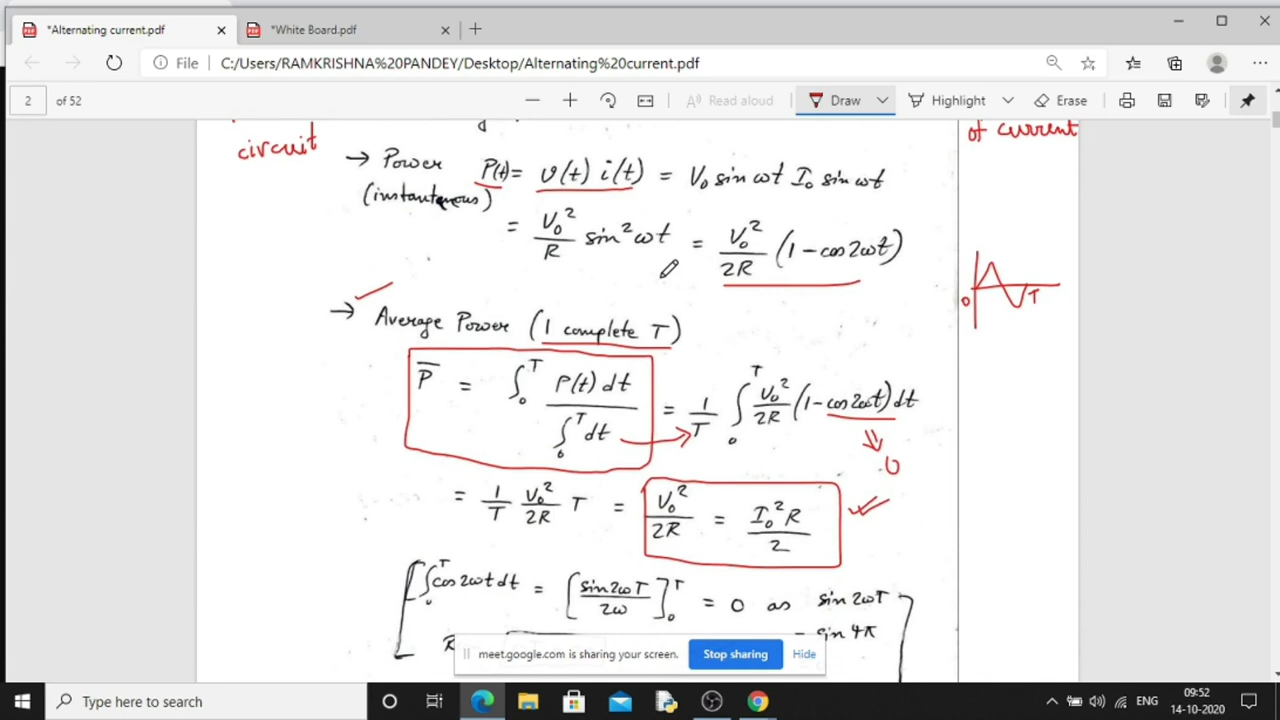 *Alternating current.pdf
*White Board.pdf
File C:/Users/RAMKRISHNA%20PANDEY/Desktop/Alternating%20current.pdf
2 of 52 Read aloud Draw Highlight Erase
of current
circuit
→ Power P(t) = v(t) i(t) = V₀ sin ωt I₀ sin ωt
(instantaneous)
= V₀²/R sin² ωt = V₀²/2R (1 - cos 2ωt)
0 T
→ Average Power (1 complete T)
P̅ = ∫₀ᵀ P(t) dt / ∫₀ᵀ dt = 1/T ∫₀ᵀ V₀²/2R (1 - cos 2ωt) dt
⇓
0
= 1/T V₀²/2R T = V₀²/2R = I₀² R/2
∫₀ᵀ cos 2ωt dt = [sin 2ωT/2ω]₀ᵀ = 0 as sin 2ωT
= sin 4π
meet.google.com is sharing your screen. Stop sharing Hide
Type here to search
ENG
09:52
14-10-2020